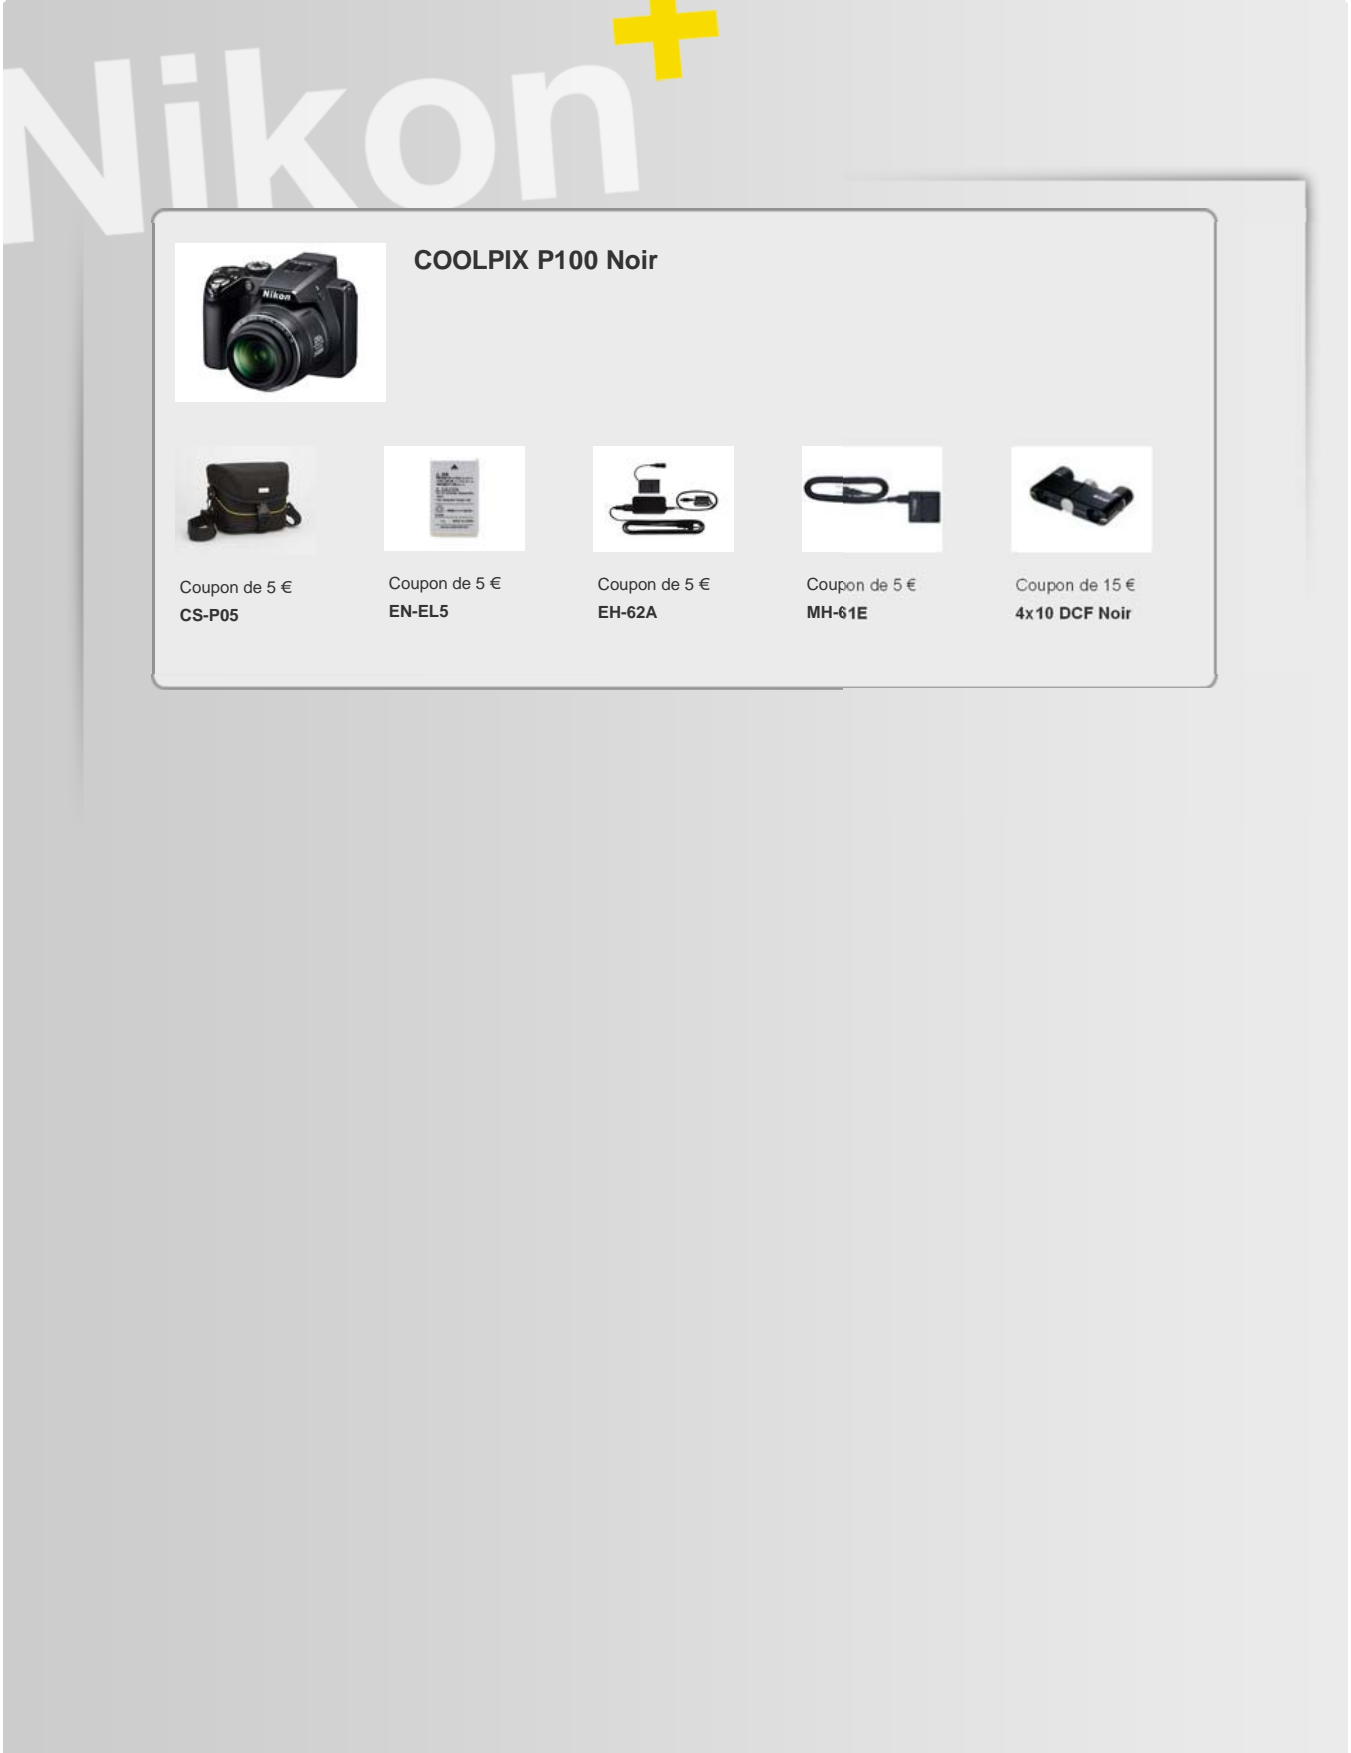 Nikon+
COOLPIX P100 Noir
Nikon
Coupon de 5 €
CS-P05
Coupon de 5 €
EN-EL5
Coupon de 5 €
EH-62A
Coupon de 5 €
MH-61E
Coupon de 15 €
4x10 DCF Noir